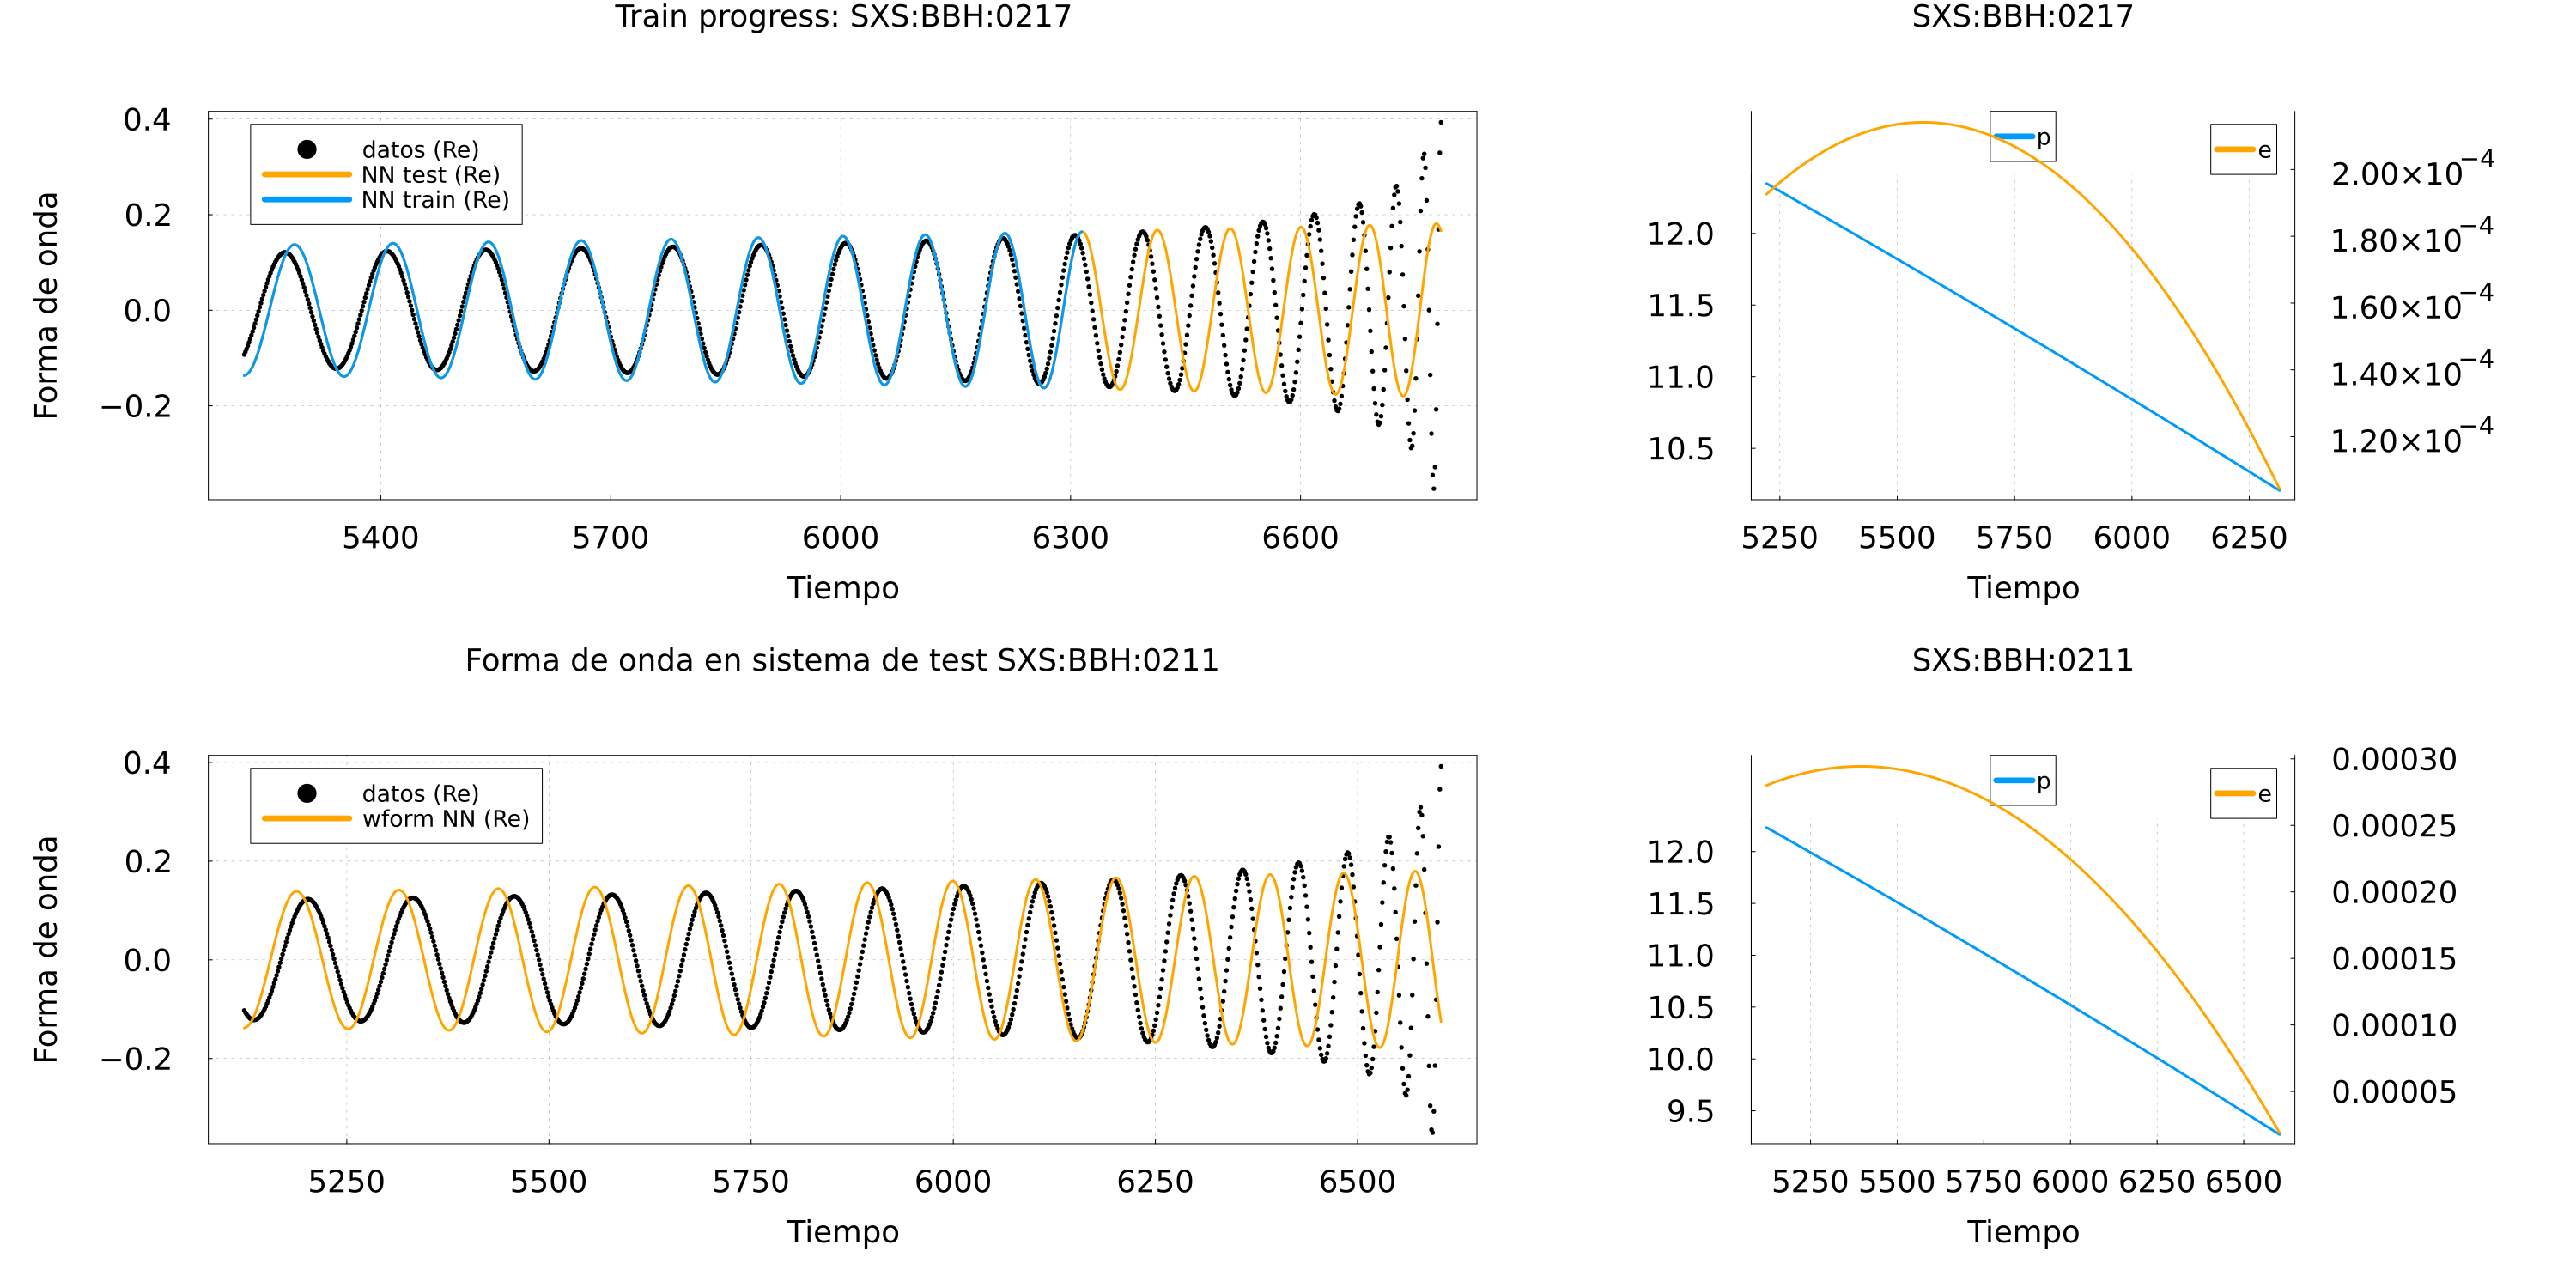 Train progress: SXS:BBH:0217
SXS:BBH:0217
0.4
0.2
0.0
−0.2
Forma de onda
datos (Re)
NN test (Re)
NN train (Re)
5400 5700 6000 6300 6600
Tiempo
12.0
11.5
11.0
10.5
p
e
2.00×10⁻⁴
1.80×10⁻⁴
1.60×10⁻⁴
1.40×10⁻⁴
1.20×10⁻⁴
5250 5500 5750 6000 6250
Tiempo
Forma de onda en sistema de test SXS:BBH:0211
SXS:BBH:0211
0.4
0.2
0.0
−0.2
Forma de onda
datos (Re)
wform NN (Re)
5250 5500 5750 6000 6250 6500
Tiempo
12.0
11.5
11.0
10.5
10.0
9.5
p
e
0.00030
0.00025
0.00020
0.00015
0.00010
0.00005
5250 5500 5750 6000 6250 6500
Tiempo